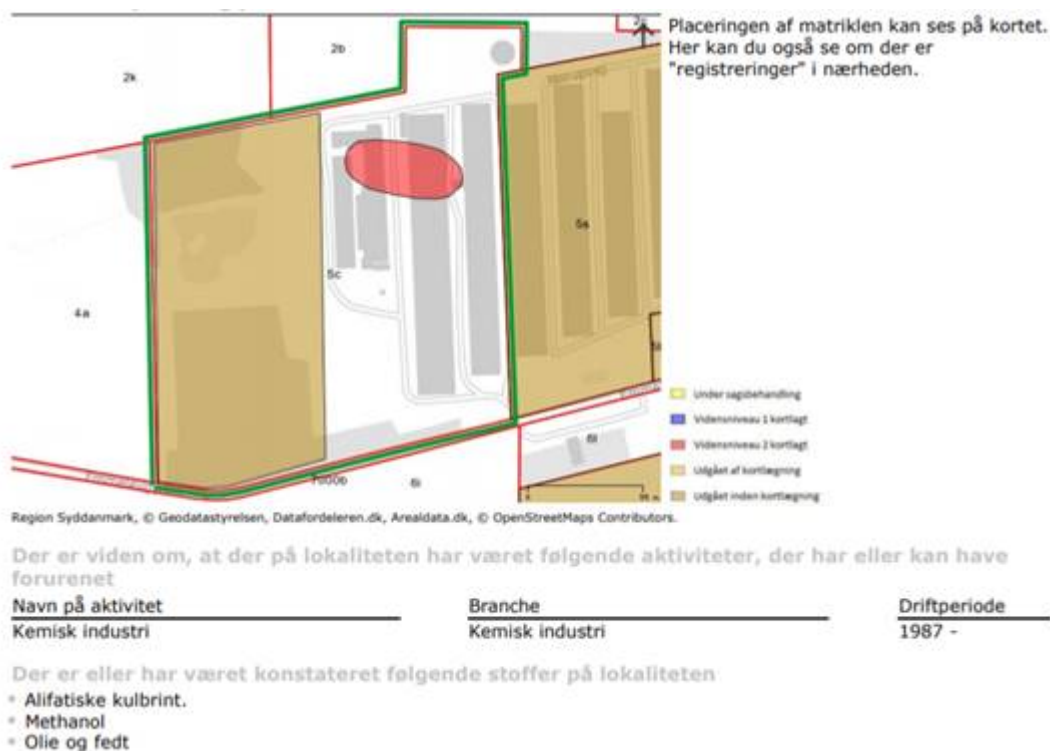 2c
2b
2k
Placeringen af matriklen kan ses på kortet.
Her kan du også se om der er
"registreringer" i nærheden.
5a
5c
4a
6l
7000b
6i
Under sagsbehandling
Vidensniveau 1 kortlagt
Vidensniveau 2 kortlagt
Udgået af kortlægning
Udgået inden kortlægning
Region Syddanmark, © Geodatastyrelsen, Datafordeleren.dk, Arealdata.dk, © OpenStreetMaps Contributors.
Der er viden om, at der på lokaliteten har været følgende aktiviteter, der har eller kan have
forurenet
Navn på aktivitet Branche Driftperiode
Kemisk industri Kemisk industri 1987 -
Der er eller har været konstateret følgende stoffer på lokaliteten
Alifatiske kulbrint.
Methanol
Olie og fedt